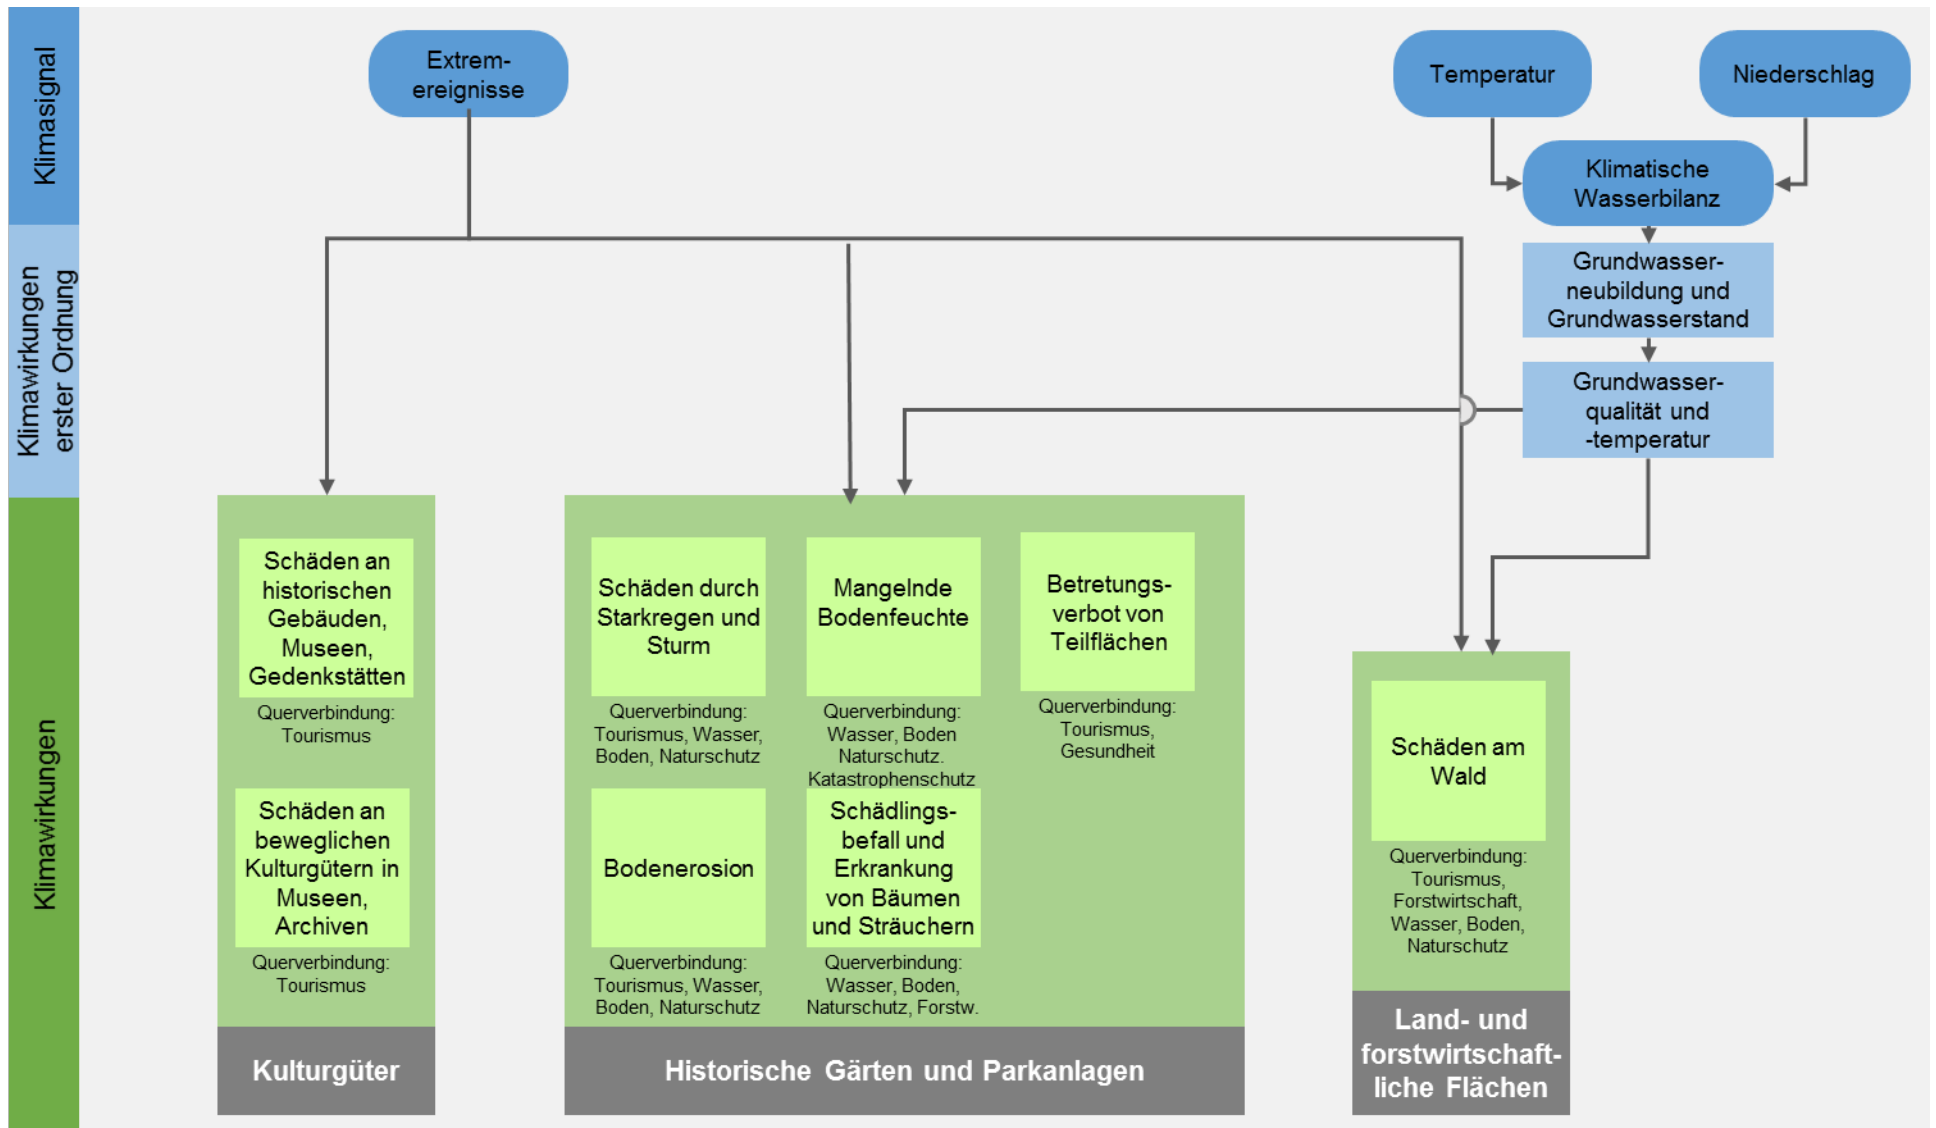 Klimasignal
Extrem-
ereignisse
Temperatur
Niederschlag
Klimatische
Wasserbilanz
Klimawirkungen
erster Ordnung
Grundwasser-
neubildung und
Grundwasserstand
Grundwasser-
qualität und
-temperatur
Klimawirkungen
Schäden an
historischen
Gebäuden,
Museen,
Gedenkstätten
Querverbindung:
Tourismus
Schäden an
beweglichen
Kulturgütern in
Museen,
Archiven
Querverbindung:
Tourismus
Kulturgüter
Schäden durch
Starkregen und
Sturm
Querverbindung:
Tourismus, Wasser,
Boden, Naturschutz
Mangelnde
Bodenfeuchte
Querverbindung:
Wasser, Boden
Naturschutz.
Katastrophenschutz
Betretungs-
verbot von
Teilflächen
Querverbindung:
Tourismus,
Gesundheit
Bodenerosion
Querverbindung:
Tourismus, Wasser,
Boden, Naturschutz
Schädlings-
befall und
Erkrankung
von Bäumen
und Sträuchern
Querverbindung:
Wasser, Boden,
Naturschutz, Forstw.
Historische Gärten und Parkanlagen
Schäden am
Wald
Querverbindung:
Tourismus,
Forstwirtschaft,
Wasser, Boden,
Naturschutz
Land- und
forstwirtschaft-
liche Flächen